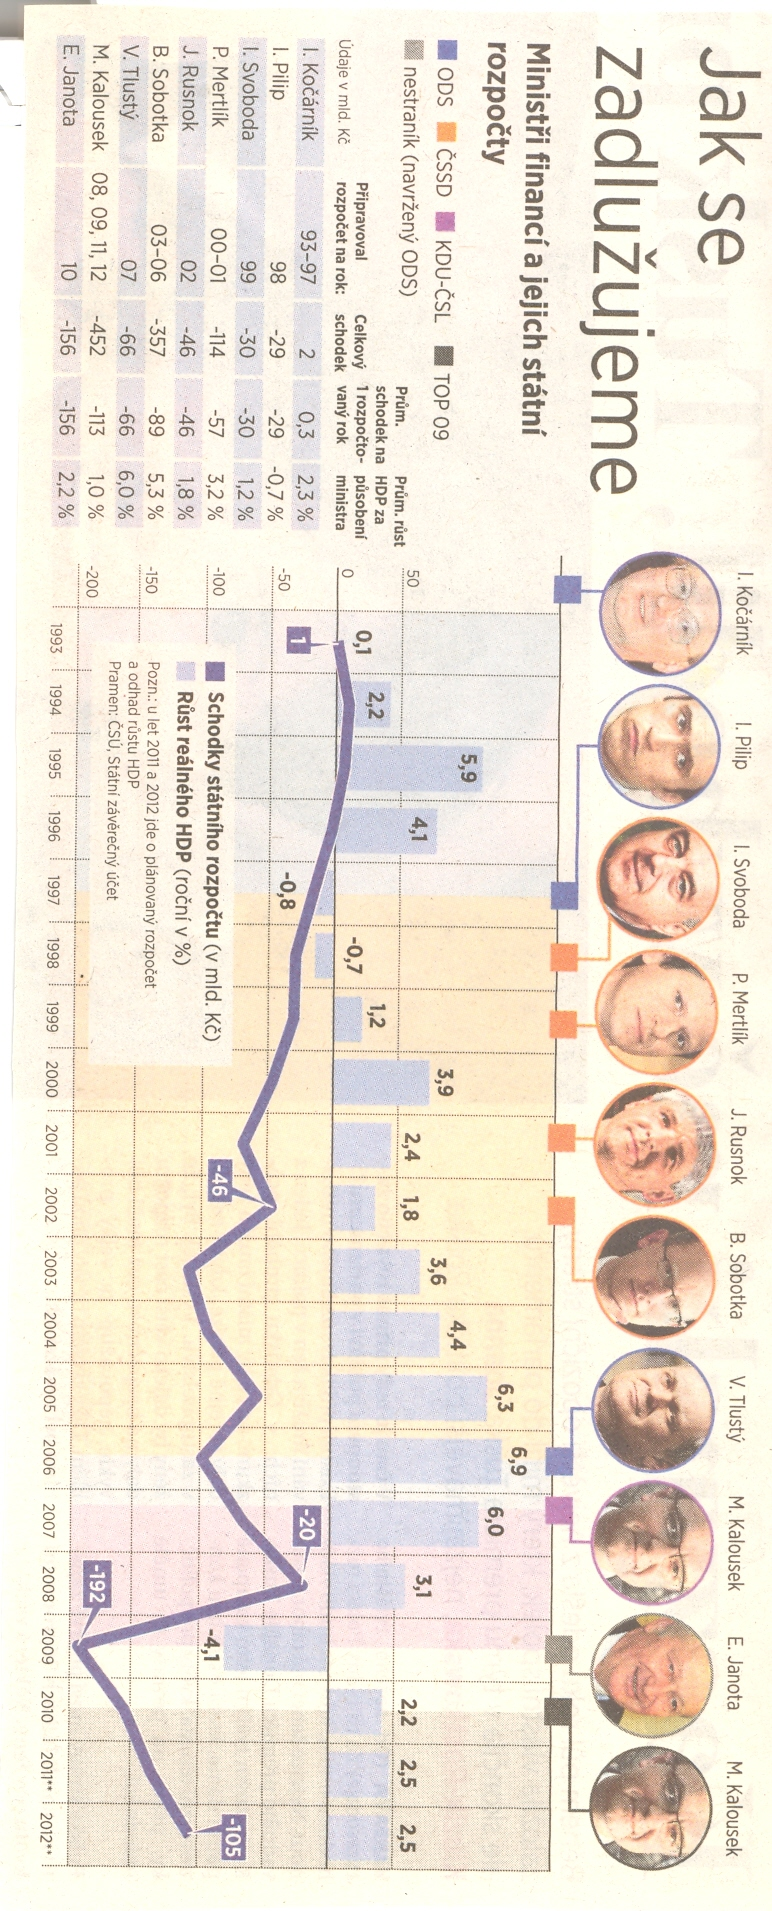 Jak se
zadlužujeme
Ministři financí a jejich státní
rozpočty
ODS ČSSD KDU-ČSL TOP 09
nestraník (navržený ODS)
Údaje v mld. Kč
Připravoval
rozpočet na rok:
Celkový
schodek
Prům.
schodek na
1 rozpočto-
vaný rok
Prům. růst
HDP za
působení
ministra
I. Kočárník 93–97 2 0,3 2,3 %
I. Pilip 98 -29 -29 -0,7 %
I. Svoboda 99 -30 -30 1,2 %
P. Mertlík 00–01 -114 -57 3,2 %
J. Rusnok 02 -46 -46 1,8 %
B. Sobotka 03–06 -357 -89 5,3 %
V. Tlustý 07 -66 -66 6,0 %
M. Kalousek 08, 09, 11, 12 -452 -113 1,0 %
E. Janota 10 -156 -156 2,2 %
I. Kočárník
I. Pilip
I. Svoboda
P. Mertlík
J. Rusnok
B. Sobotka
V. Tlustý
M. Kalousek
E. Janota
M. Kalousek
50
0
-50
-100
-150
-200
0,1
2,2
5,9
4,1
-0,8
-0,7
1,2
3,9
2,4
1,8
3,6
4,4
6,3
6,9
6,0
3,1
-4,1
2,2
2,5
2,5
1
-46
-20
-192
-105
Schodky státního rozpočtu (v mld. Kč)
Růst reálného HDP (roční v %)
Pozn.: u let 2011 a 2012 jde o plánovaný rozpočet
a odhad růstu HDP
Pramen: ČSÚ, Státní závěrečný účet
1993 1994 1995 1996 1997 1998 1999 2000 2001 2002 2003 2004 2005 2006 2007 2008 2009 2010 2011** 2012**